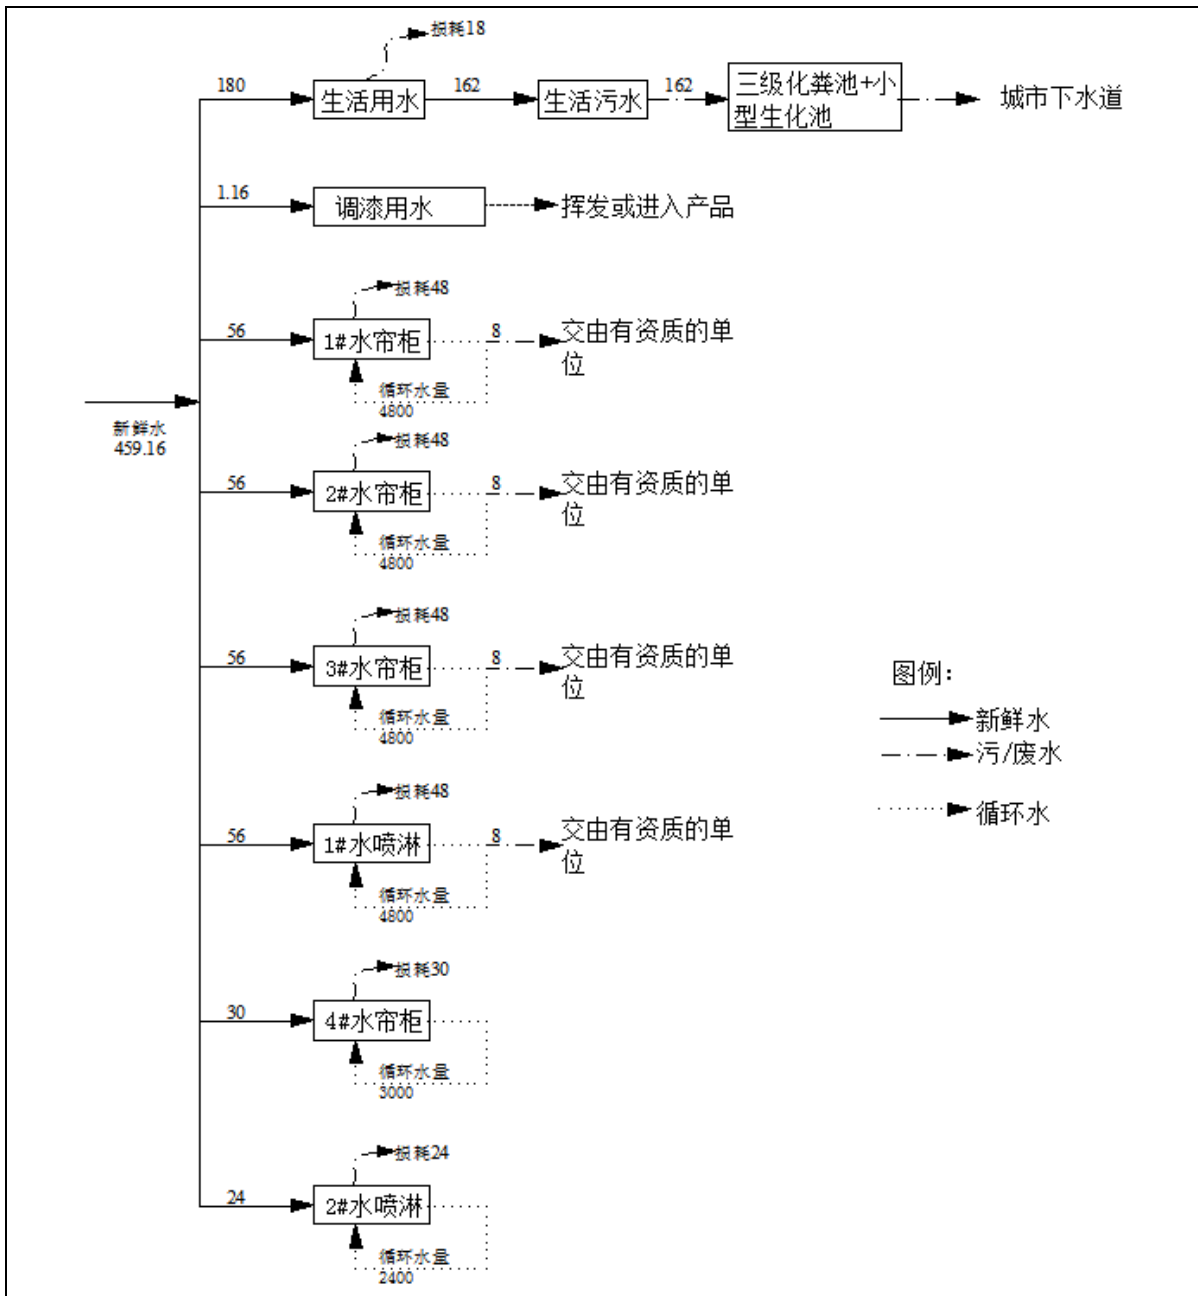 损耗18
180
生活用水
162
生活污水
162
三级化粪池+小
型生化池
城市下水道
1.16
调漆用水
挥发或进入产品
损耗48
56
1#水帘柜
8
交由有资质的单
位
循环水量
4800
新鲜水
459.16
损耗48
56
2#水帘柜
8
交由有资质的单
位
循环水量
4800
损耗48
56
3#水帘柜
8
交由有资质的单
位
循环水量
4800
图例:
新鲜水
污/废水
循环水
损耗48
56
1#水喷淋
8
交由有资质的单
位
循环水量
4800
损耗30
30
4#水帘柜
循环水量
3000
损耗24
24
2#水喷淋
循环水量
2400